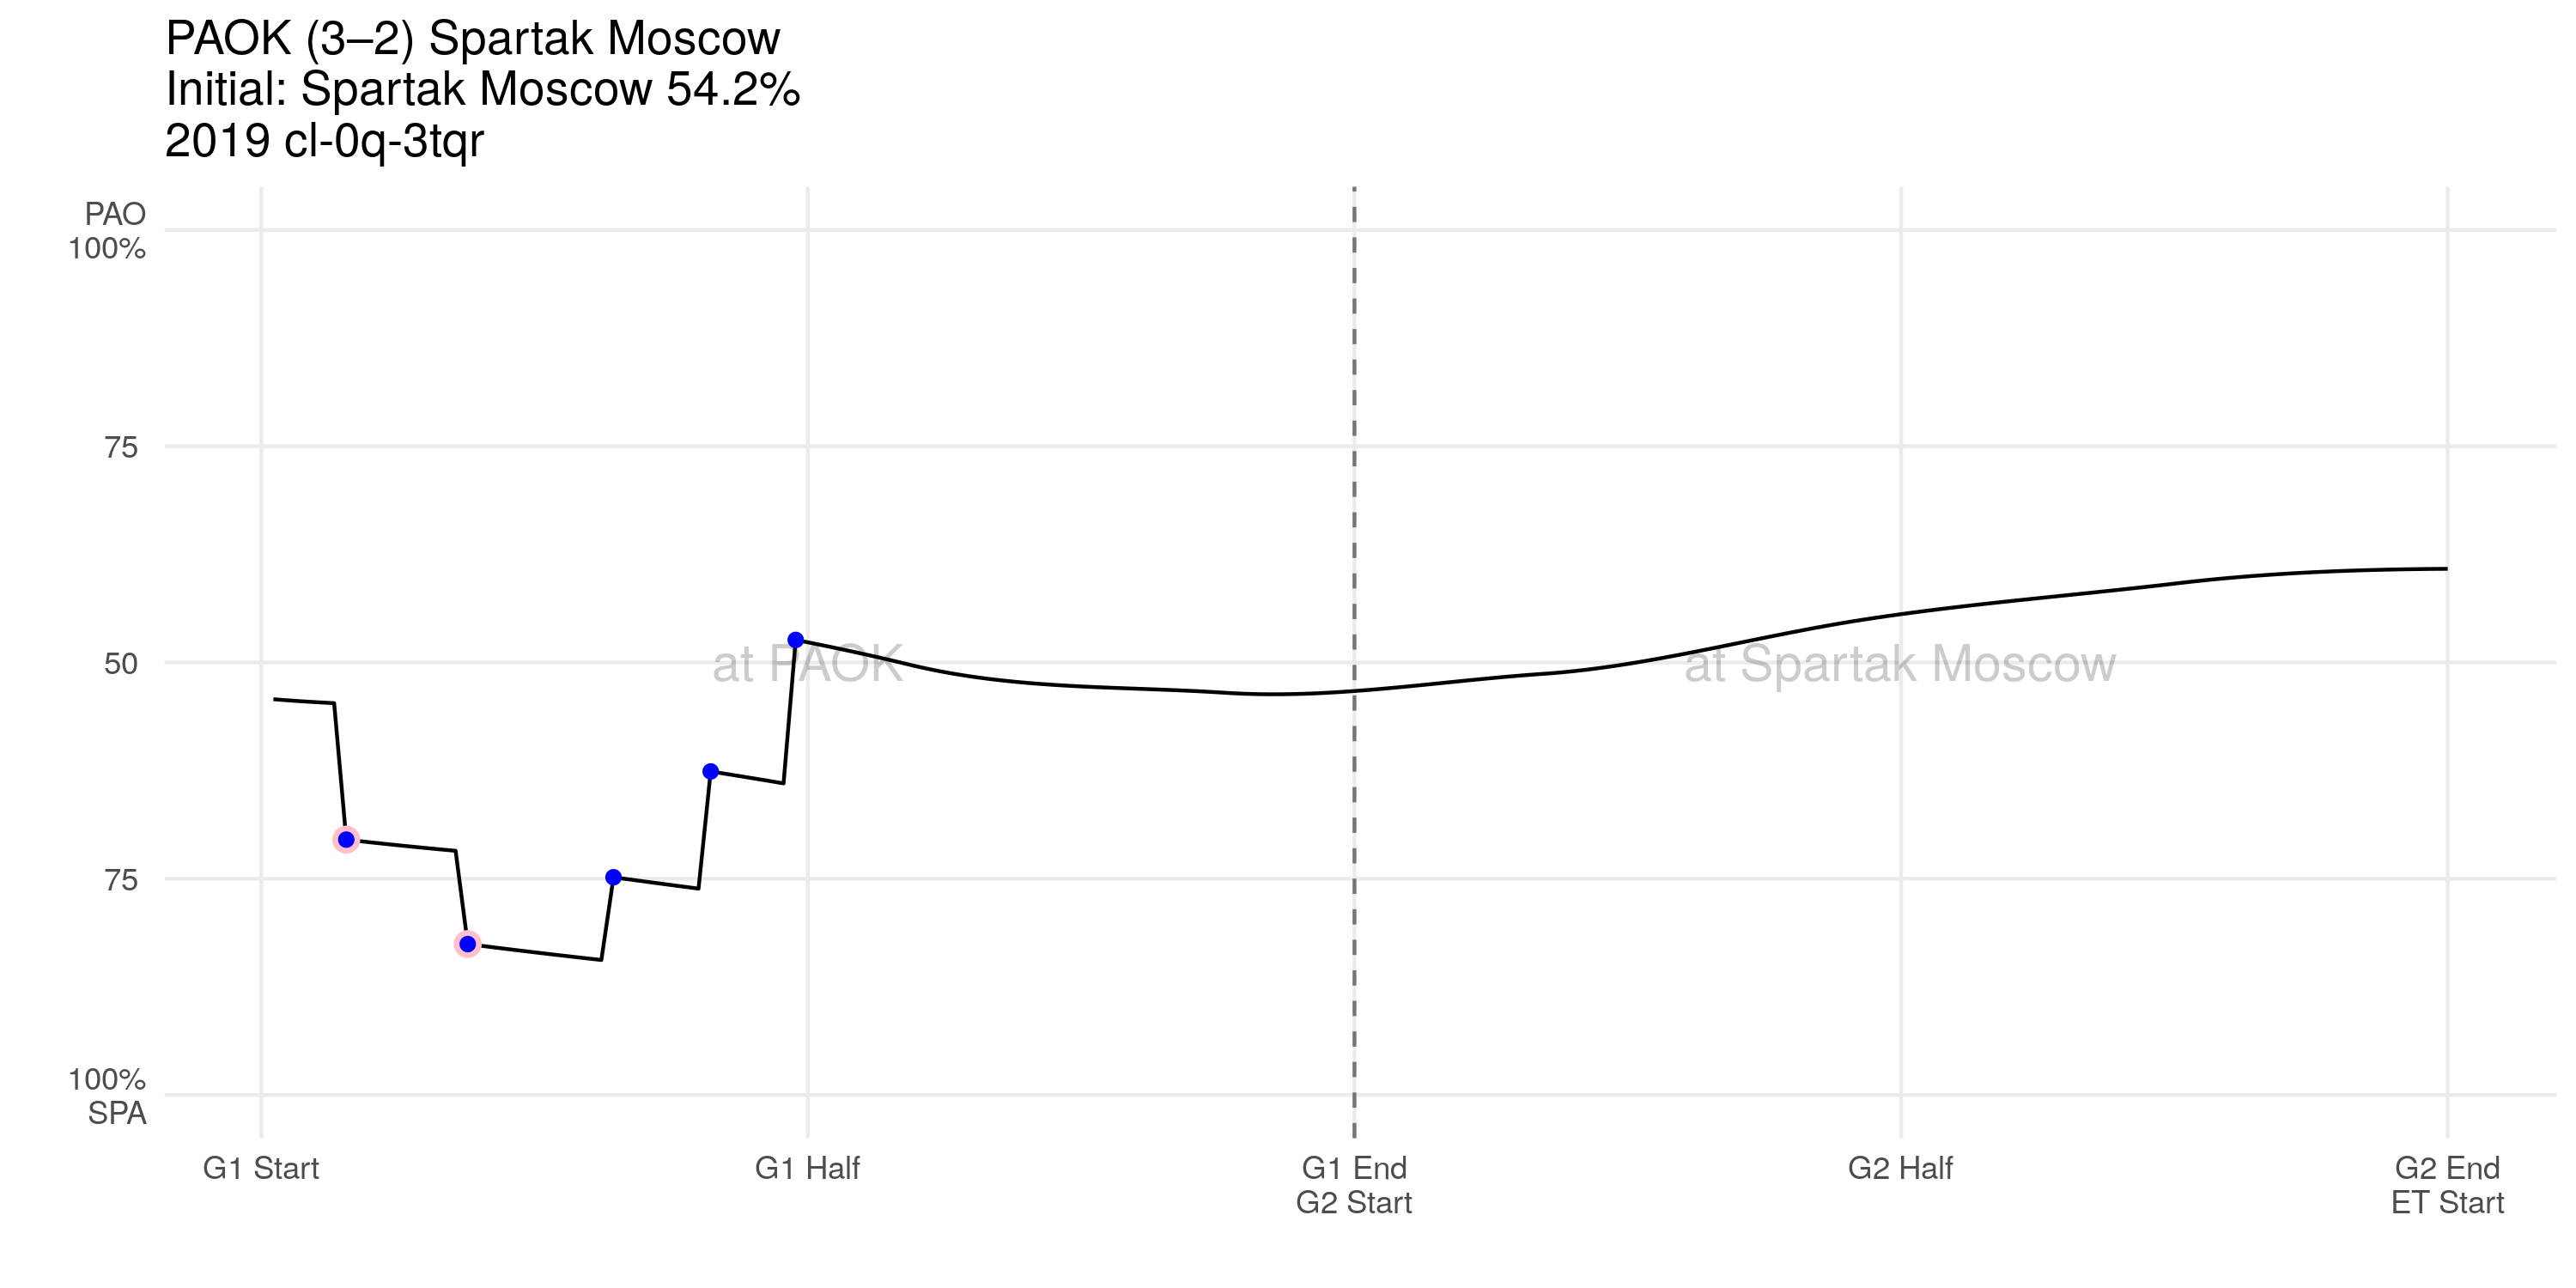 PAOK (3–2) Spartak Moscow
Initial: Spartak Moscow 54.2%
2019 cl-0q-3tqr
PAO
100%
75
50
75
100%
SPA
at PAOK
at Spartak Moscow
G1 Start
G1 Half
G1 End
G2 Start
G2 Half
G2 End
ET Start